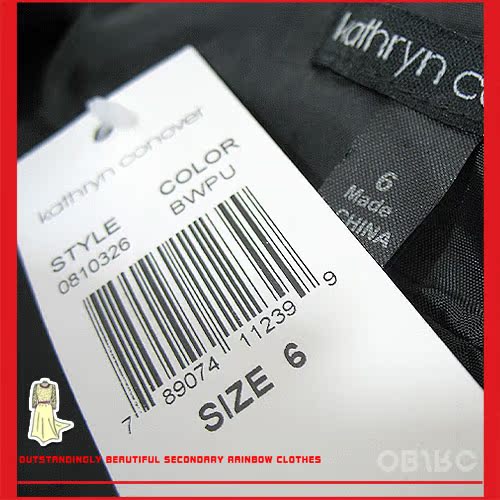 kathryn conover
STYLE
0810326
COLOR
BWPU
7 89074 11239 9
SIZE 6
kathryn
6
Made
CHINA
OUTSTANDINGLY BEAUTIFUL SECONDARY RAINBOW CLOTHES